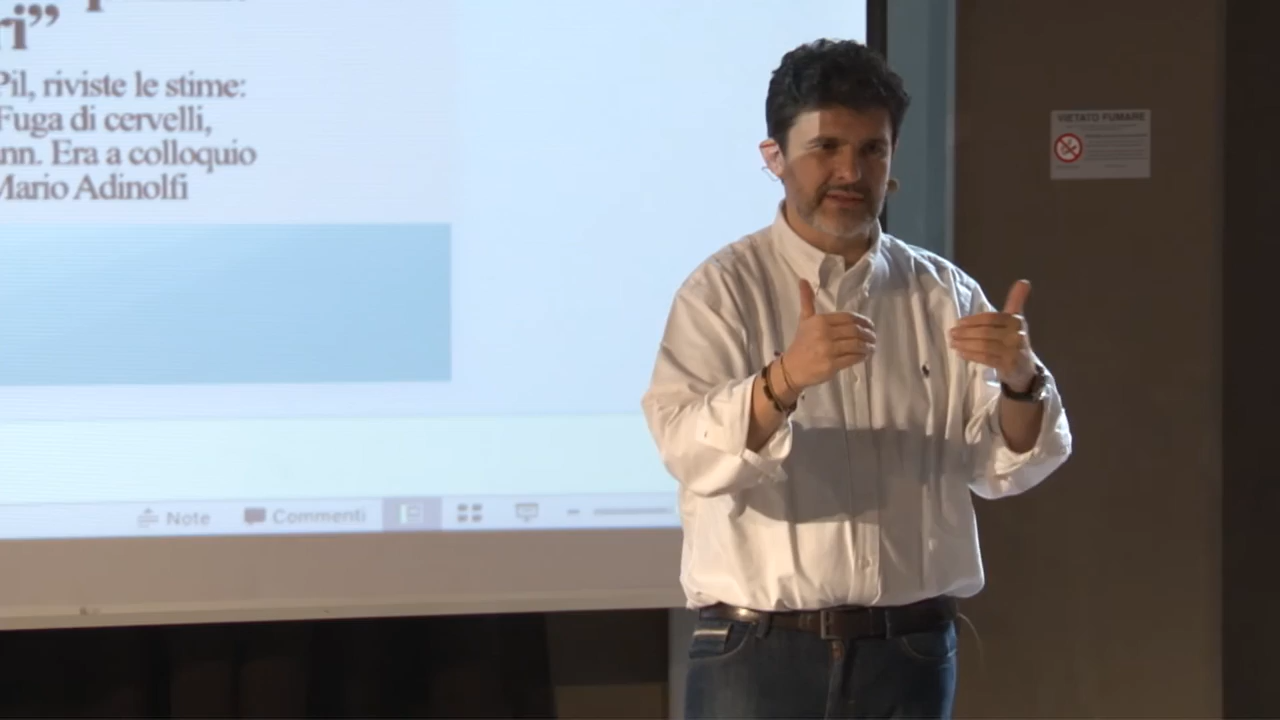 ri”
Pil, riviste le stime:
Fuga di cervelli,
nn. Era a colloquio
Mario Adinolfi
Note
Commenti
VIETATO FUMARE